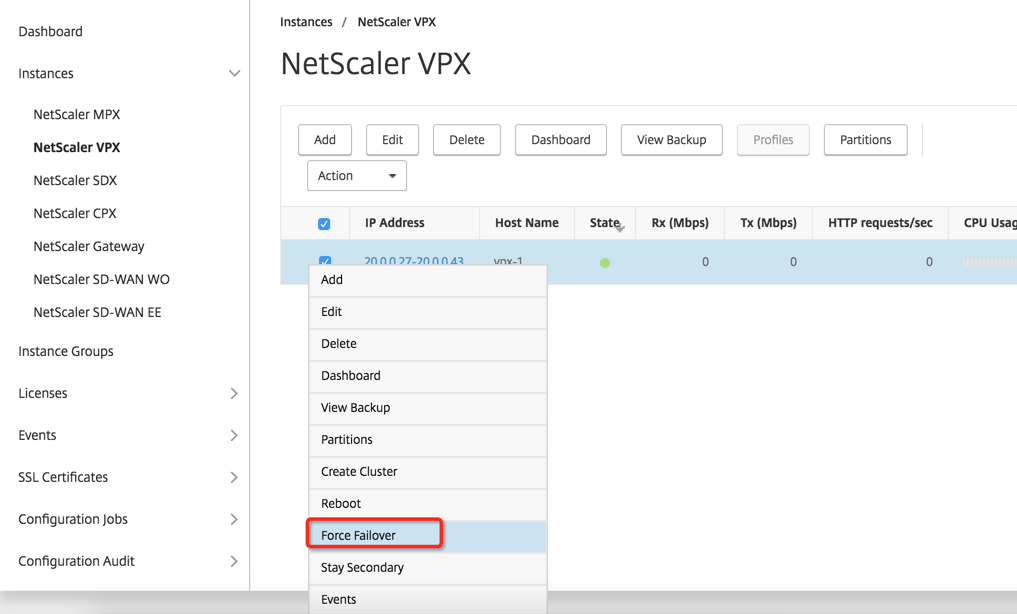 Dashboard
Instances
NetScaler MPX
NetScaler VPX
NetScaler SDX
NetScaler CPX
NetScaler Gateway
NetScaler SD-WAN WO
NetScaler SD-WAN EE
Instance Groups
Licenses
Events
SSL Certificates
Configuration Jobs
Configuration Audit
Instances / NetScaler VPX
NetScaler VPX
Add Edit Delete Dashboard View Backup Profiles Partitions
Action
IP Address Host Name State Rx (Mbps) Tx (Mbps) HTTP requests/sec CPU Usag
20.0.0.27-20.0.0.43 vpx-1 0 0 0
Add
Edit
Delete
Dashboard
View Backup
Partitions
Create Cluster
Reboot
Force Failover
Stay Secondary
Events